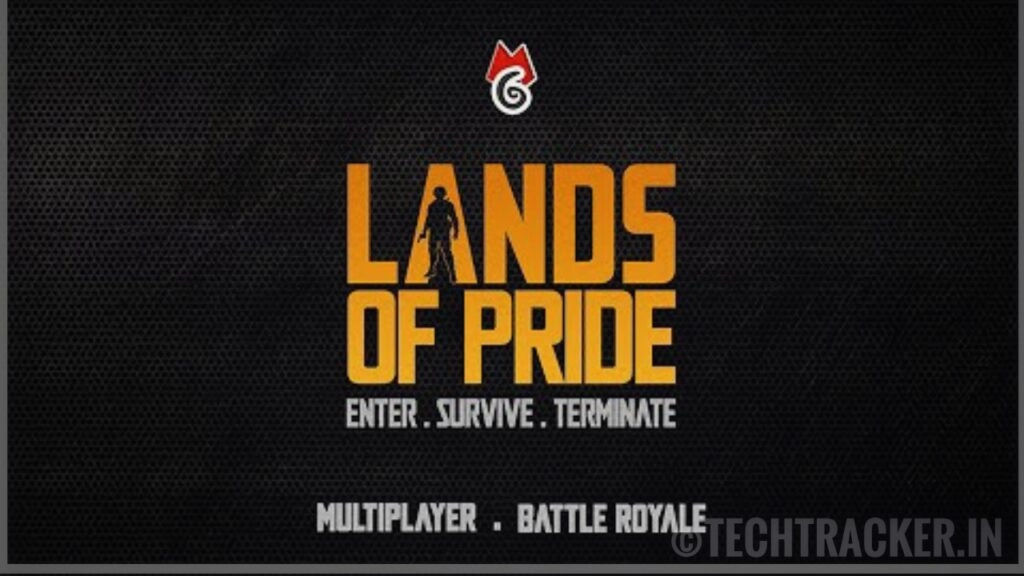 LANDS
OF PRIDE
ENTER . SURVIVE . TERMINATE
MULTIPLAYER . BATTLE ROYALE
©TECHTRACKER.IN